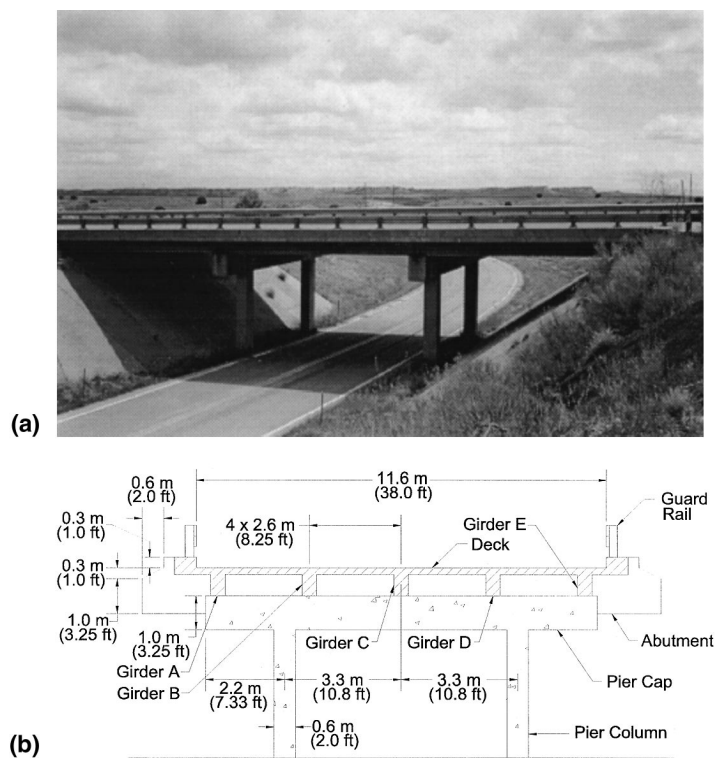 (a)
11.6 m
(38.0 ft)
0.6 m
(2.0 ft)
Guard
Rail
0.3 m
(1.0 ft)
4 x 2.6 m
(8.25 ft)
Girder E
Deck
0.3 m
(1.0 ft)
1.0 m
(3.25 ft)
1.0 m
(3.25 ft)
Girder C
Girder D
Abutment
Girder A
Girder B
2.2 m
(7.33 ft)
3.3 m
(10.8 ft)
3.3 m
(10.8 ft)
Pier Cap
0.6 m
(2.0 ft)
Pier Column
(b)